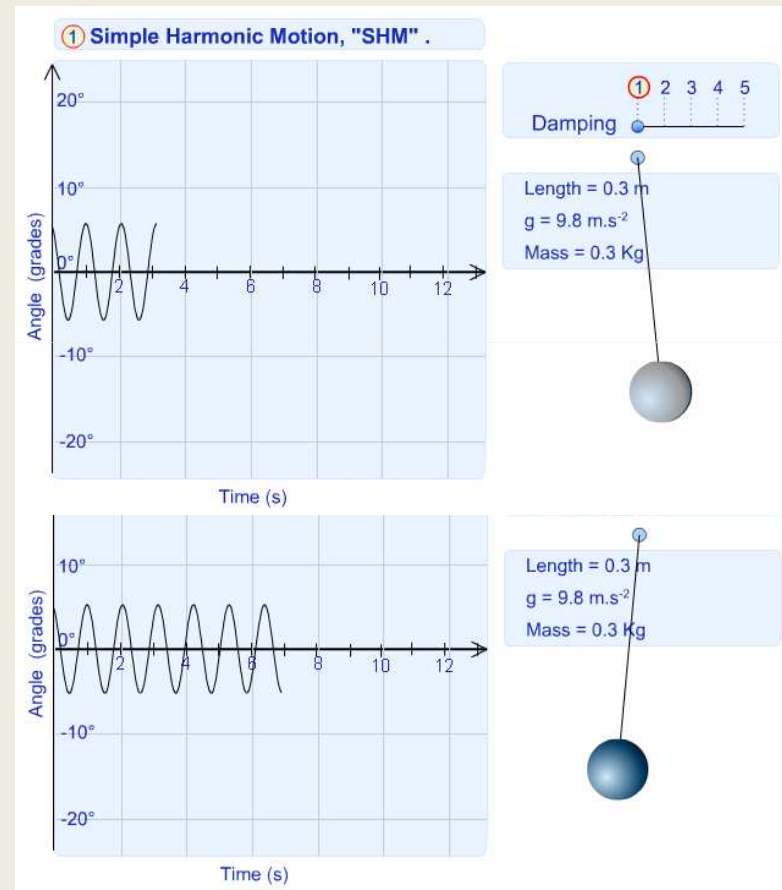 1 Simple Harmonic Motion, "SHM" .
20°
10°
0°
-10°
-20°
Angle (grades)
2 4 6 8 10 12
Time (s)
1 2 3 4 5
Damping
Length = 0.3 m
g = 9.8 m.s-2
Mass = 0.3 Kg
10°
0°
-10°
-20°
Angle (grades)
2 4 6 8 10 12
Time (s)
Length = 0.3 m
g = 9.8 m.s-2
Mass = 0.3 Kg